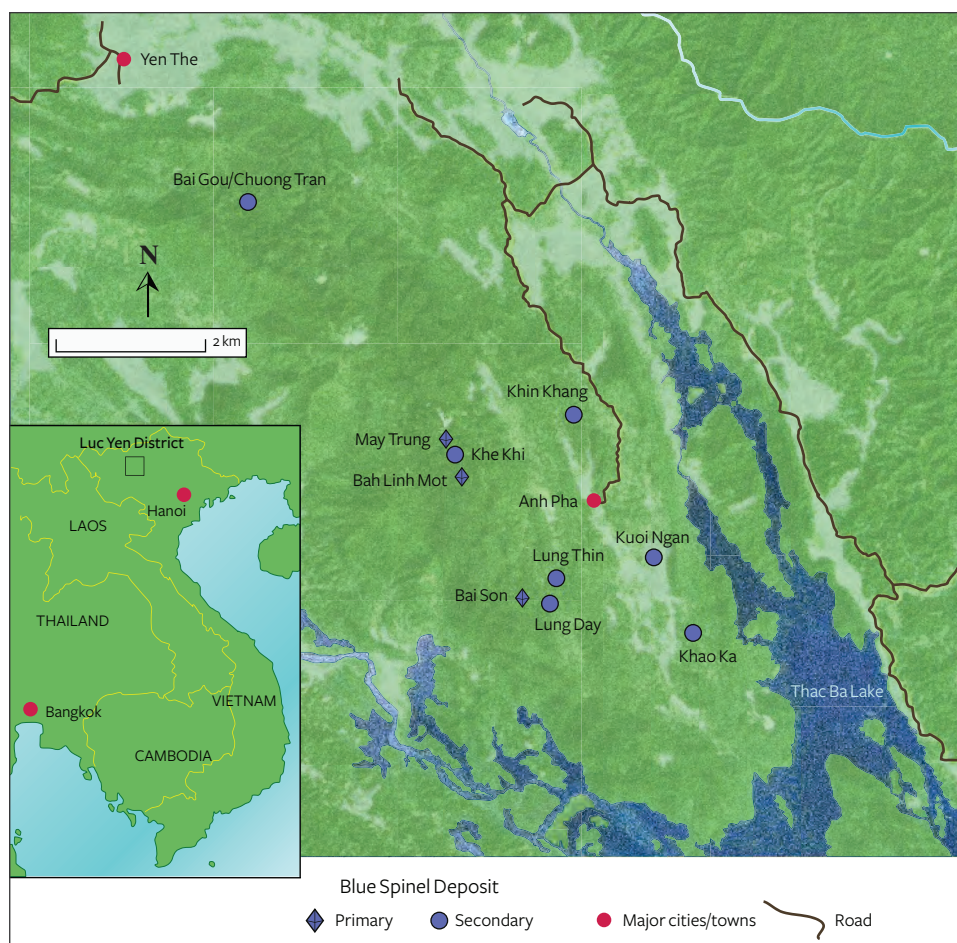 Yen The
Bai Gou/Chuong Tran
N
2 km
Khin Khang
May Trung
Khe Khi
Bah Linh Mot
Anh Pha
Kuoi Ngan
Lung Thin
Bai Son
Lung Day
Khao Ka
Thac Ba Lake
Luc Yen District
Hanoi
LAOS
THAILAND
VIETNAM
Bangkok
CAMBODIA
Blue Spinel Deposit
Primary
Secondary
Major cities/towns
Road